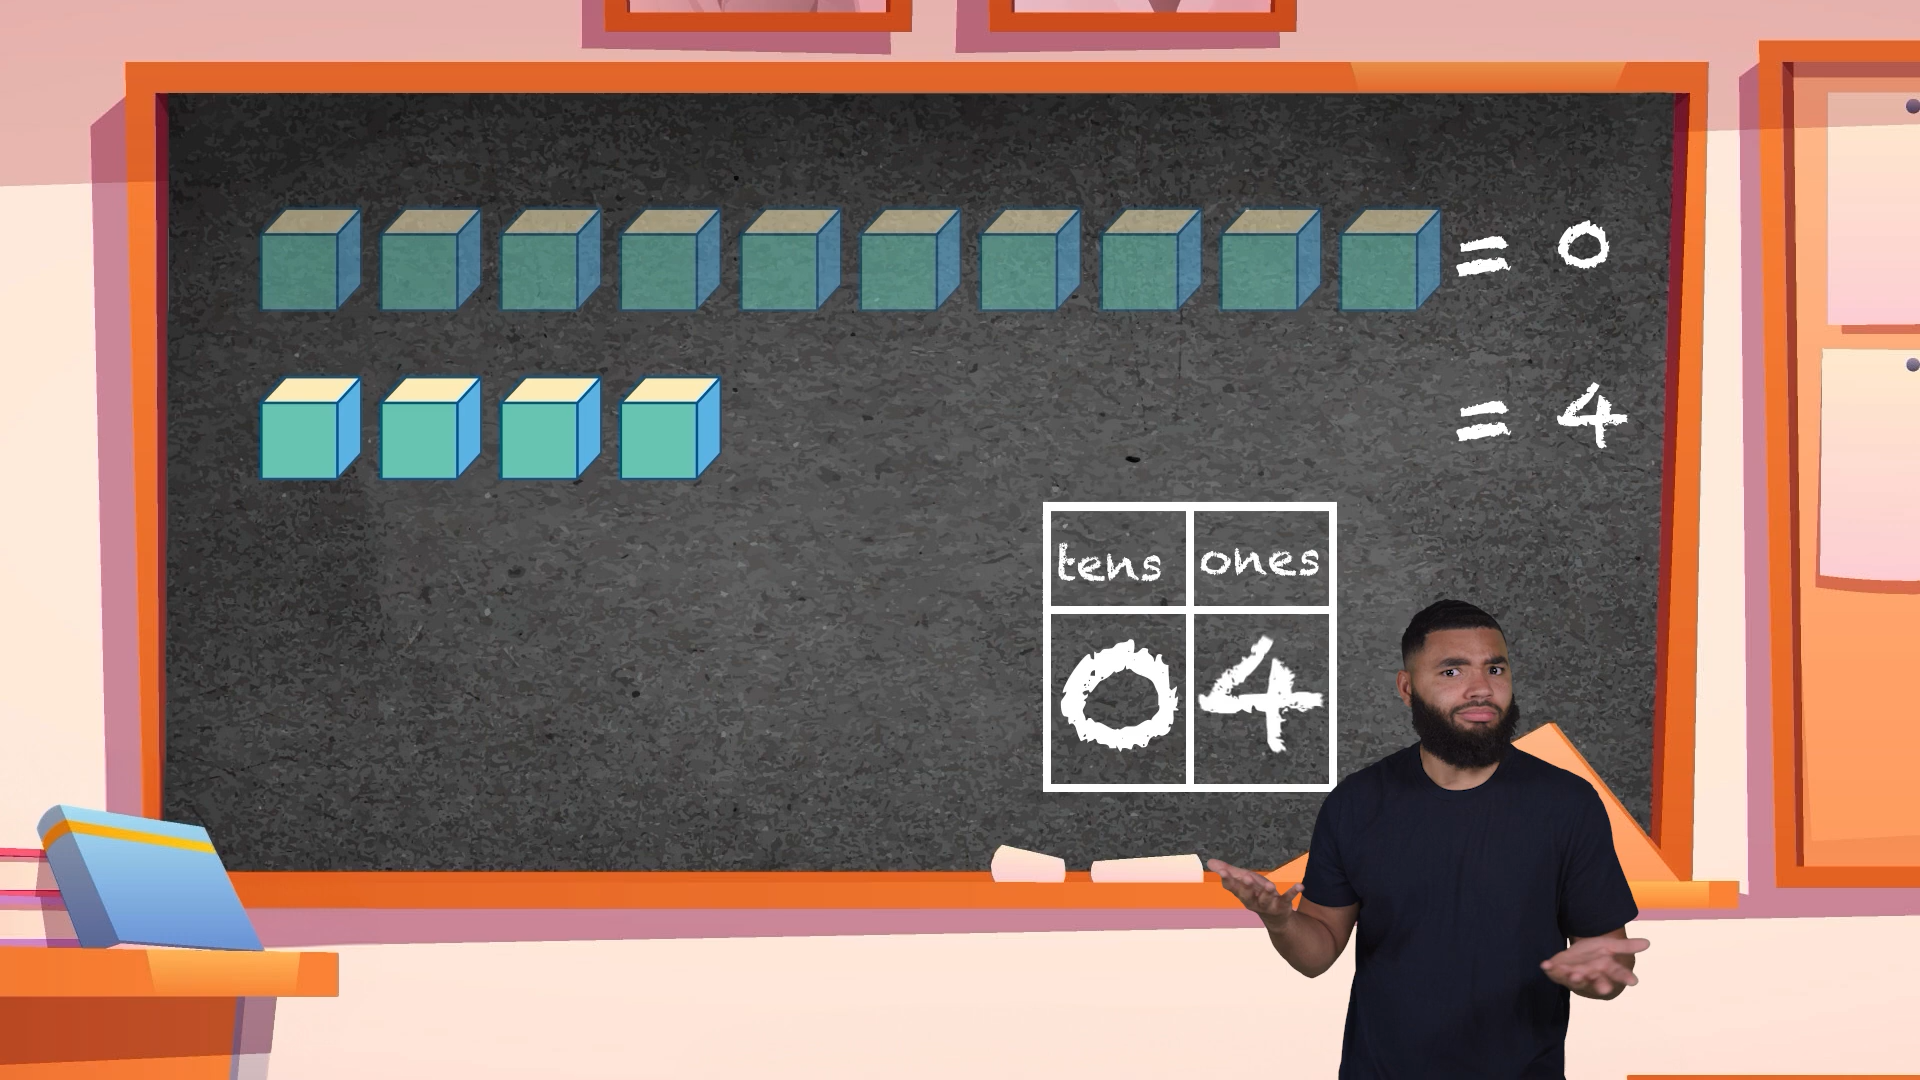 = 0
= 4
tens ones
0 4